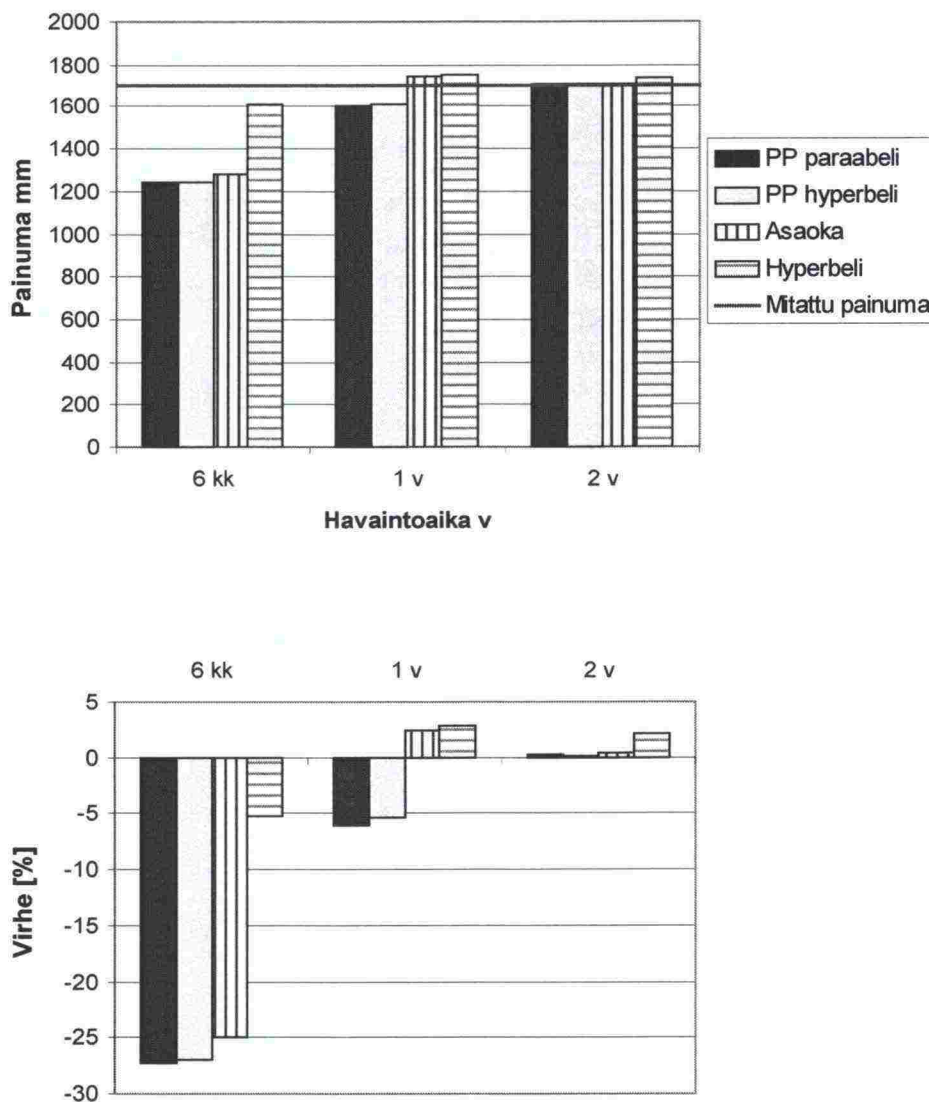 2000
1800
1600
1400
1200
1000
800
600
400
200
0
Painuma mm
6 kk 1 v 2 v
Havaintoaika v
PP paraabeli
PP hyperbeli
Asaoka
Hyperbeli
Mitattu painuma
6 kk 1 v 2 v
5
0
-5
-10
-15
-20
-25
-30
Virhe [%]